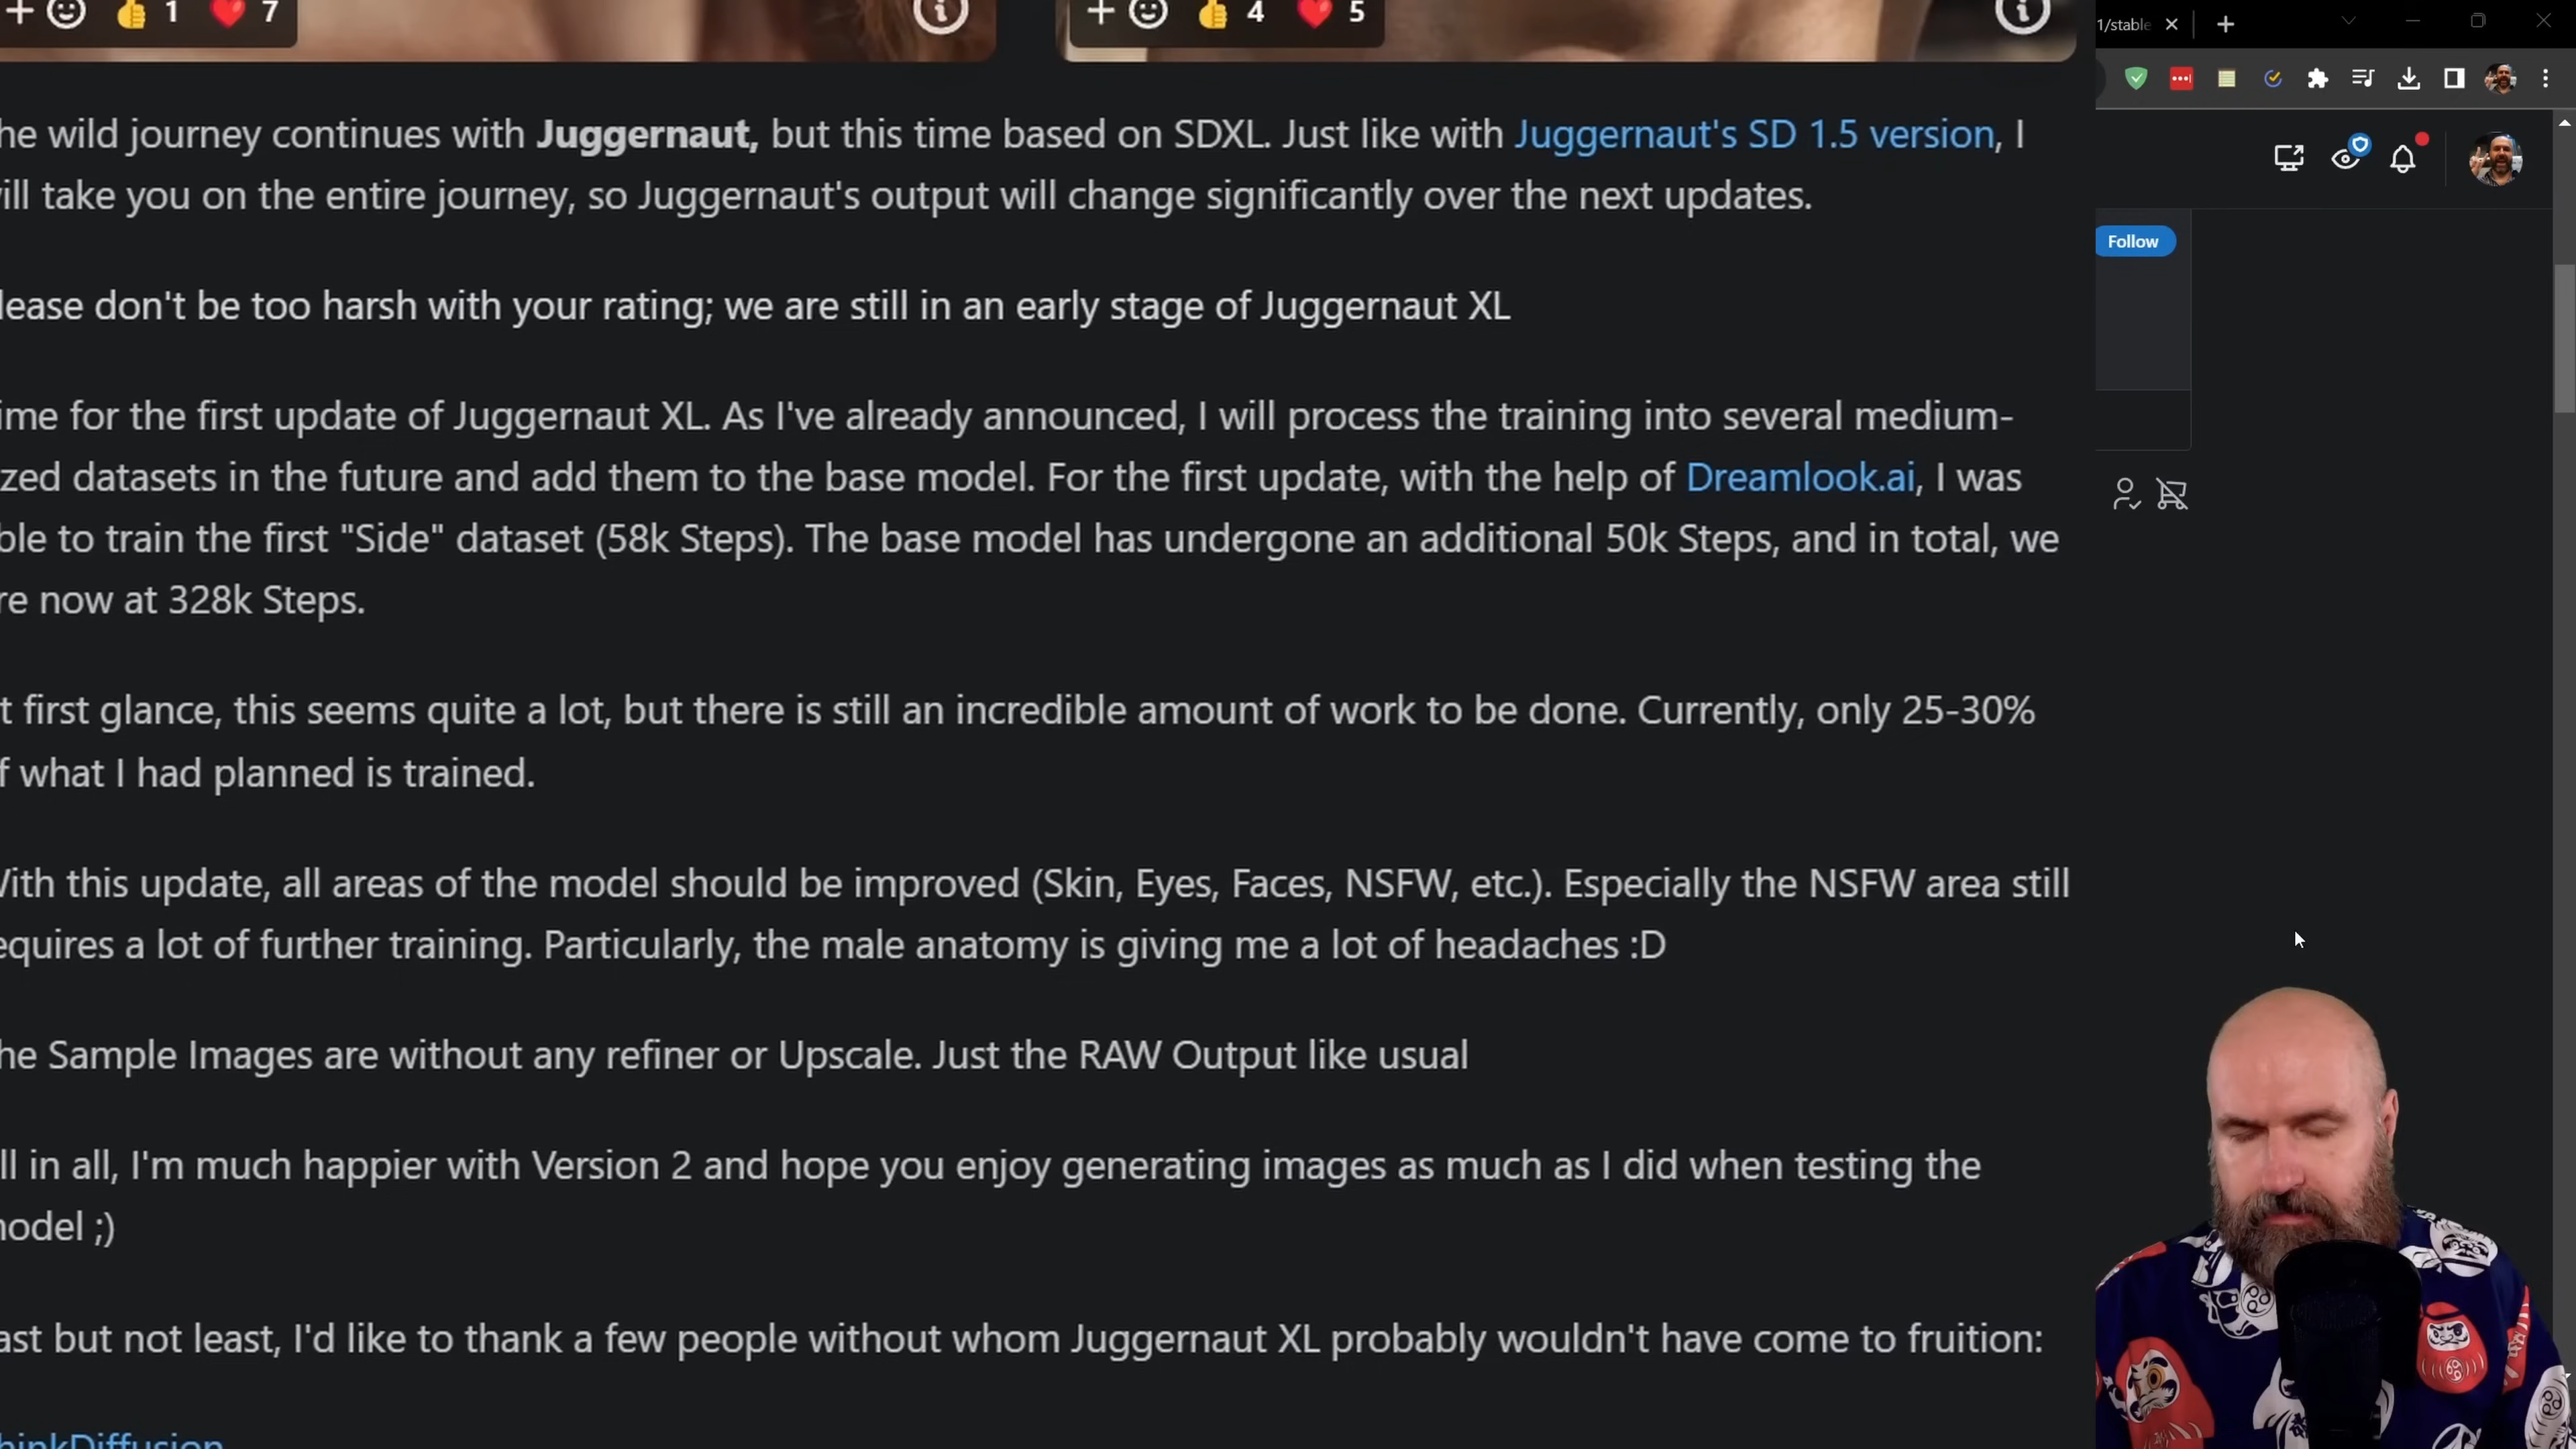 1 7 4 5
1/stable
he wild journey continues with Juggernaut, but this time based on SDXL. Just like with Juggernaut's SD 1.5 version, I
ill take you on the entire journey, so Juggernaut's output will change significantly over the next updates.
Follow
lease don't be too harsh with your rating; we are still in an early stage of Juggernaut XL
ime for the first update of Juggernaut XL. As I've already announced, I will process the training into several medium-
zed datasets in the future and add them to the base model. For the first update, with the help of Dreamlook.ai, I was
ble to train the first "Side" dataset (58k Steps). The base model has undergone an additional 50k Steps, and in total, we
re now at 328k Steps.
t first glance, this seems quite a lot, but there is still an incredible amount of work to be done. Currently, only 25-30%
f what I had planned is trained.
With this update, all areas of the model should be improved (Skin, Eyes, Faces, NSFW, etc.). Especially the NSFW area still
equires a lot of further training. Particularly, the male anatomy is giving me a lot of headaches :D
he Sample Images are without any refiner or Upscale. Just the RAW Output like usual
ll in all, I'm much happier with Version 2 and hope you enjoy generating images as much as I did when testing the
nodel ;)
ast but not least, I'd like to thank a few people without whom Juggernaut XL probably wouldn't have come to fruition:
hinkDiffusion